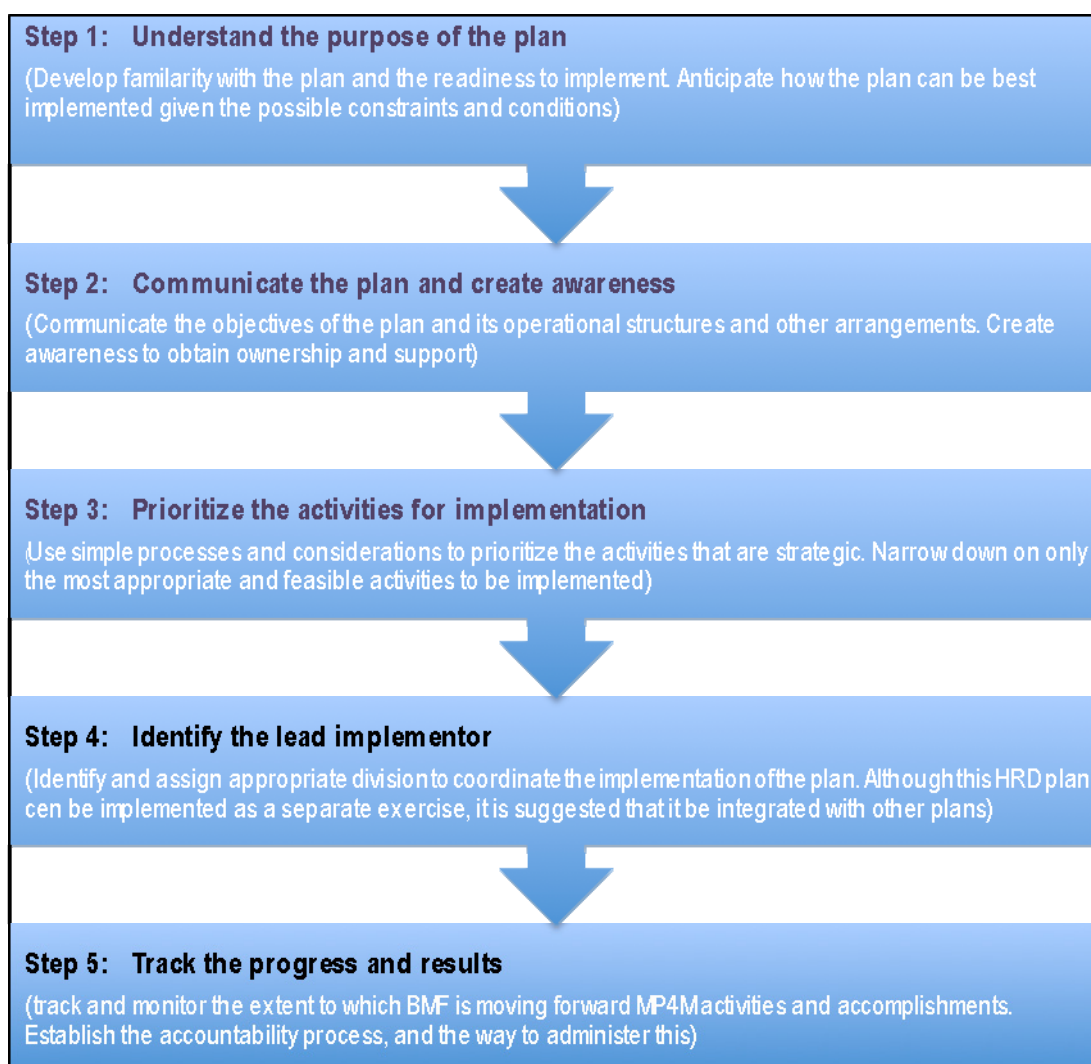 Step 1: Understand the purpose of the plan
(Develop familarity with the plan and the readiness to implement. Anticipate how the plan can be best
implemented given the possible constraints and conditions)
Step 2: Communicate the plan and create awareness
(Communicate the objectives of the plan and its operational structures and other arrangements. Create
awareness to obtain ownership and support)
Step 3: Prioritize the activities for implementation
(Use simple processes and considerations to prioritize the activities that are strategic. Narrow down on only
the most appropriate and feasible activities to be implemented)
Step 4: Identify the lead implementor
(Identify and assign appropriate division to coordinate the implementation of the plan. Although this HRD plan
cen be implemented as a separate exercise, it is suggested that it be integrated with other plans)
Step 5: Track the progress and results
(track and monitor the extent to which BMF is moving forward MP4M activities and accomplishments.
Establish the accountability process, and the way to administer this)